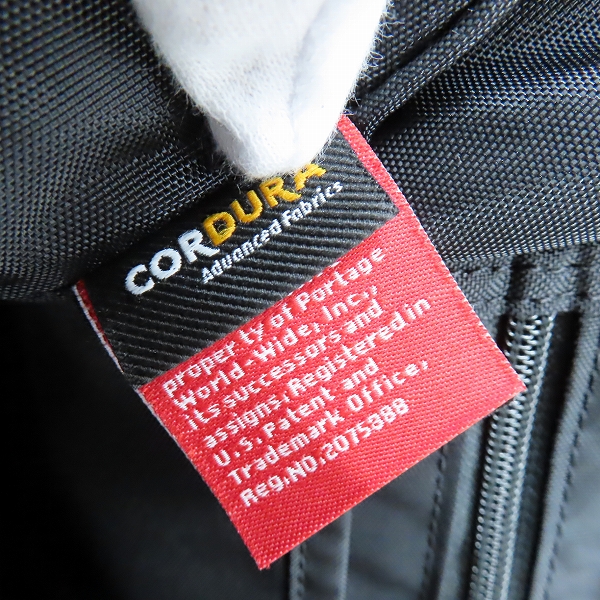 CORDURA
Advanced Fabrics
property of Portage
World-Wide, Inc.,
its successors and
assigns. Registered in
U.S. Patent and
Trademark Office,
Reg.NO.2075388